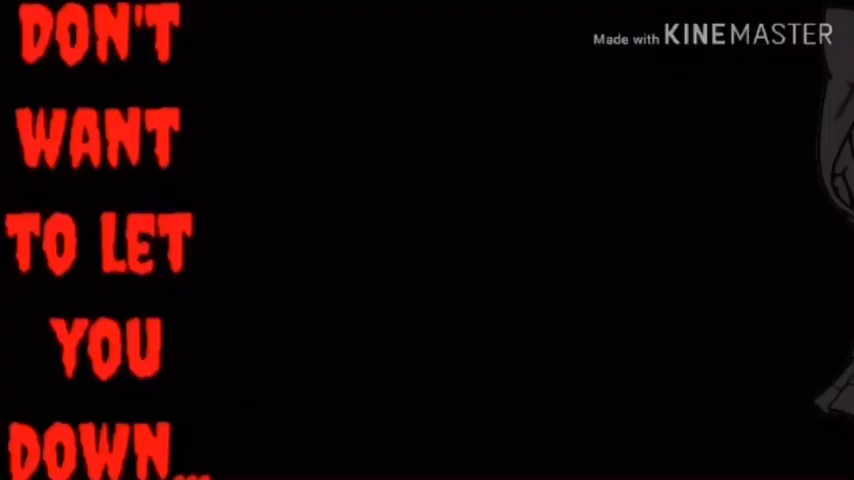 DON'T
WANT
TO LET
YOU
DOWN...
Made with KINEMASTER